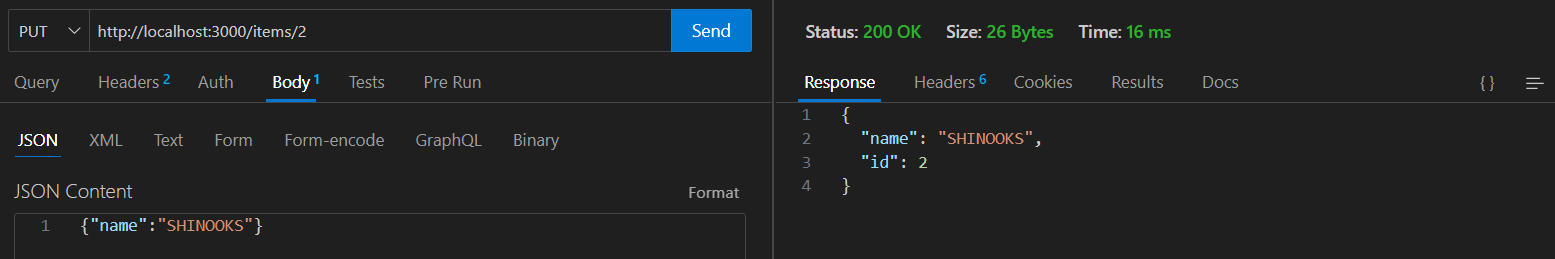 PUT http://localhost:3000/items/2 Send
Query Headers 2 Auth Body 1 Tests Pre Run
JSON XML Text Form Form-encode GraphQL Binary
JSON Content Format
1 {"name":"SHINOOKS"}
Status: 200 OK Size: 26 Bytes Time: 16 ms
Response Headers 6 Cookies Results Docs { }
1 {
2 "name": "SHINOOKS",
3 "id": 2
4 }